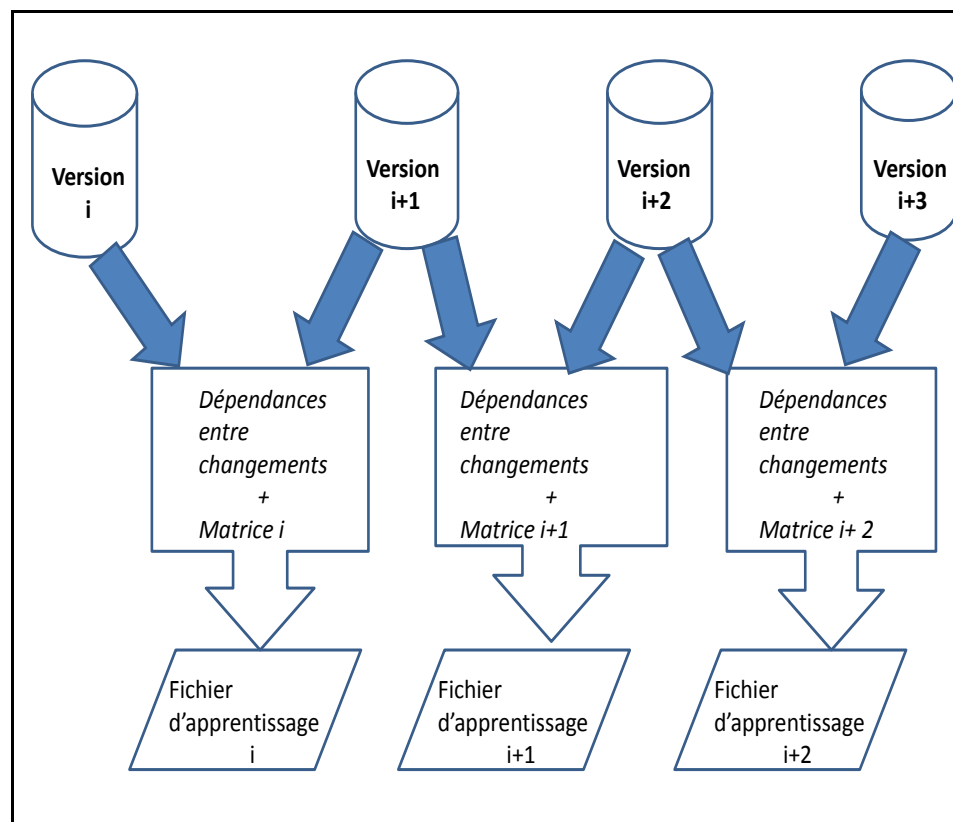 Version
i
Version
i+1
Version
i+2
Version
i+3
Dépendances
entre
changements
+
Matrice i
Dépendances
entre
changements
+
Matrice i+1
Dépendances
entre
changements
+
Matrice i+ 2
Fichier
d’apprentissage
i
Fichier
d’apprentissage
i+1
Fichier
d’apprentissage
i+2